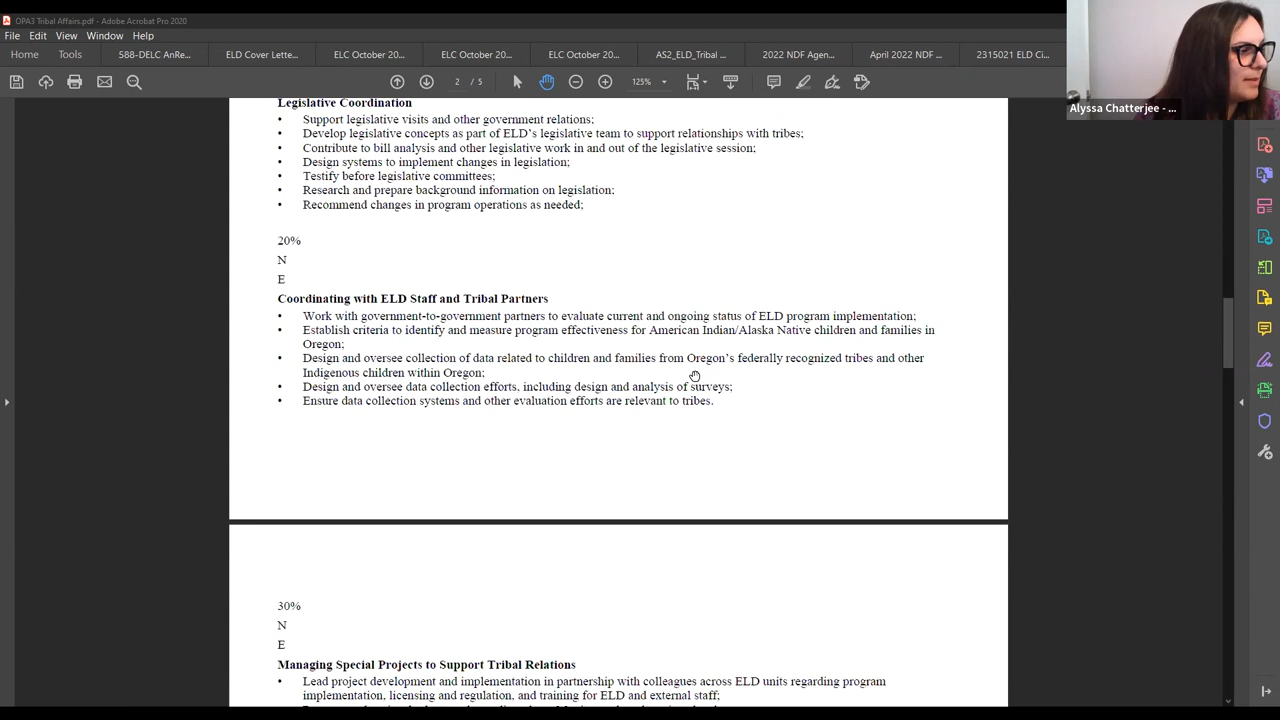 OPA3 Tribal Affairs.pdf - Adobe Acrobat Pro 2020
File Edit View Window Help
Home Tools 588-DELC AnRe... ELD Cover Lette... ELC October 20... ELC October 20... ELC October 20... AS2_ELD_Tribal ... 2022 NDF Agen... April 2022 NDF ... 2315021 ELD Ci...
2 / 5 125%
Alyssa Chatterjee - ...
Legislative Coordination
• Support legislative visits and other government relations;
• Develop legislative concepts as part of ELD's legislative team to support relationships with tribes;
• Contribute to bill analysis and other legislative work in and out of the legislative session;
• Design systems to implement changes in legislation;
• Testify before legislative committees;
• Research and prepare background information on legislation;
• Recommend changes in program operations as needed;
20%
N
E
Coordinating with ELD Staff and Tribal Partners
• Work with government-to-government partners to evaluate current and ongoing status of ELD program implementation;
• Establish criteria to identify and measure program effectiveness for American Indian/Alaska Native children and families in
Oregon;
• Design and oversee collection of data related to children and families from Oregon's federally recognized tribes and other
Indigenous children within Oregon;
• Design and oversee data collection efforts, including design and analysis of surveys;
• Ensure data collection systems and other evaluation efforts are relevant to tribes.
30%
N
E
Managing Special Projects to Support Tribal Relations
• Lead project development and implementation in partnership with colleagues across ELD units regarding program
implementation, licensing and regulation, and training for ELD and external staff;